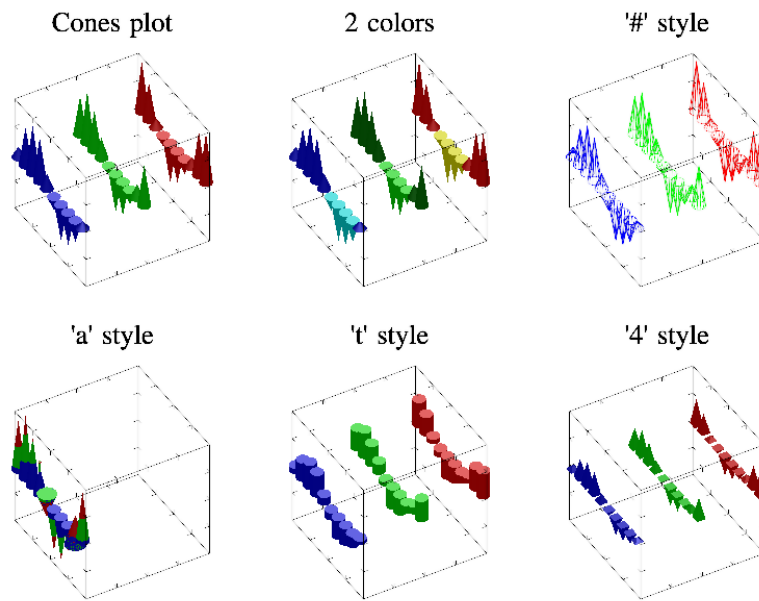 Cones plot
2 colors
'#' style
'a' style
't' style
'4' style